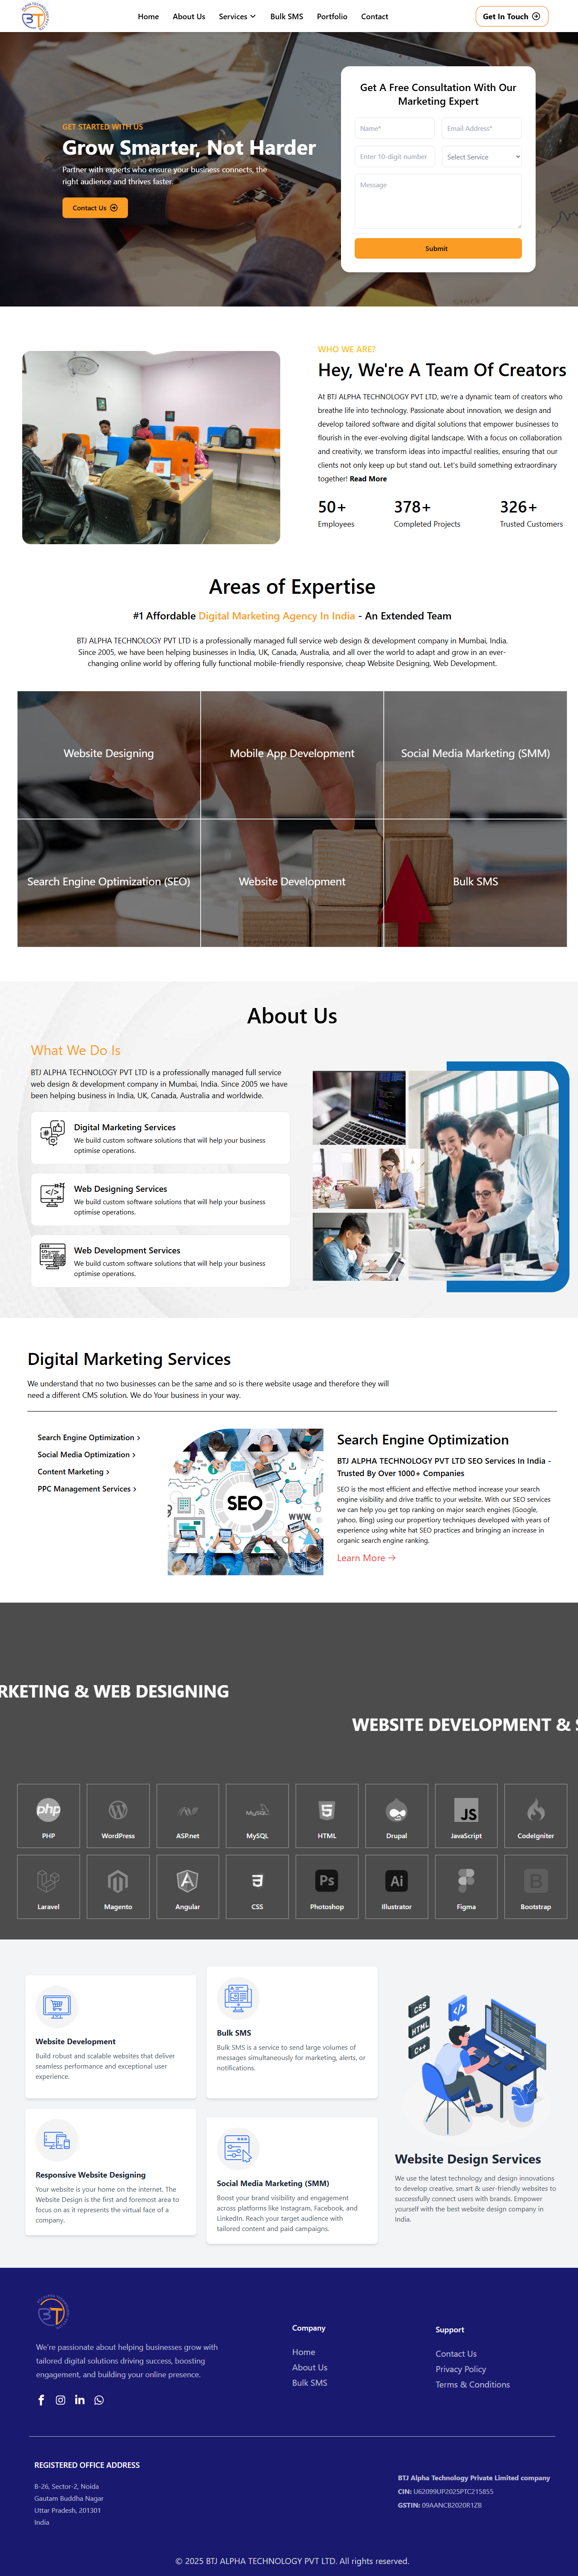 Home
About Us
Services
Bulk SMS
Portfolio
Contact
Get In Touch
GET STARTED WITH US
Grow Smarter, Not Harder
Partner with experts who ensure your business connects, the
right audience and thrives faster.
Contact Us
Get A Free Consultation With Our
Marketing Expert
Name*
Email Address*
Enter 10-digit number
Select Service
Message
Submit
WHO WE ARE?
Hey, We're A Team Of Creators
At BTJ ALPHA TECHNOLOGY PVT LTD, we're a dynamic team of creators who
breathe life into technology. Passionate about innovation, we design and
develop tailored software and digital solutions that empower businesses to
flourish in the ever-evolving digital landscape. With a focus on collaboration
and creativity, we transform ideas into impactful realities, ensuring that our
clients not only keep up but stand out. Let's build something extraordinary
together! Read More
50+
Employees
378+
Completed Projects
326+
Trusted Customers
Areas of Expertise
#1 Affordable Digital Marketing Agency In India - An Extended Team
BTJ ALPHA TECHNOLOGY PVT LTD is a professionally managed full service web design & development company in Mumbai, India.
Since 2005, we have been helping businesses in India, UK, Canada, Australia, and all over the world to adapt and grow in an ever-
changing online world by offering fully functional mobile-friendly responsive, cheap Website Designing, Web Development.
Website Designing
Mobile App Development
Social Media Marketing (SMM)
Search Engine Optimization (SEO)
Website Development
Bulk SMS
About Us
What We Do Is
BTJ ALPHA TECHNOLOGY PVT LTD is a professionally managed full service
web design & development company in Mumbai, India. Since 2005 we have
been helping business in India, UK, Canada, Australia and worldwide.
Digital Marketing Services
We build custom software solutions that will help your business
optimise operations.
Web Designing Services
We build custom software solutions that will help your business
optimise operations.
Web Development Services
We build custom software solutions that will help your business
optimise operations.
Digital Marketing Services
We understand that no two businesses can be the same and so is there website usage and therefore they will
need a different CMS solution. We do Your business in your way.
Search Engine Optimization
Social Media Optimization
Content Marketing
PPC Management Services
SEO
WWW
Search Engine Optimization
BTJ ALPHA TECHNOLOGY PVT LTD SEO Services In India -
Trusted By Over 1000+ Companies
SEO is the most efficient and effective method increase your search
engine visibility and drive traffic to your website. With our SEO services
we can help you get top ranking on major search engines (Google,
yahoo, Bing) using our propertiory techniques developed with years of
experience using white hat SEO practices and bringing an increase in
organic search engine ranking.
Learn More
RKETING & WEB DESIGNING
WEBSITE DEVELOPMENT & S
php
PHP
WordPress
ASP.net
MySQL
MySQL
5
HTML
Drupal
JS
JavaScript
CodeIgniter
Laravel
Magento
A
Angular
3
CSS
Ps
Photoshop
Ai
Illustrator
Figma
B
Bootstrap
Website Development
Build robust and scalable websites that deliver
seamless performance and exceptional user
experience.
Bulk SMS
Bulk SMS is a service to send large volumes of
messages simultaneously for marketing, alerts, or
notifications.
Responsive Website Designing
Your website is your home on the internet. The
Website Design is the first and foremost area to
focus on as it represents the virtual face of a
company.
Social Media Marketing (SMM)
Boost your brand visibility and engagement
across platforms like Instagram, Facebook, and
LinkedIn. Reach your target audience with
tailored content and paid campaigns.
CSS
HTML
C++
Website Design Services
We use the latest technology and design innovations
to develop creative, smart & user-friendly websites to
successfully connect users with brands. Empower
yourself with the best website design company in
India.
We're passionate about helping businesses grow with
tailored digital solutions driving success, boosting
engagement, and building your online presence.
Company
Home
About Us
Bulk SMS
Support
Contact Us
Privacy Policy
Terms & Conditions
REGISTERED OFFICE ADDRESS
B-26, Sector-2, Noida
Gautam Buddha Nagar
Uttar Pradesh, 201301
India
BTJ Alpha Technology Private Limited company
CIN: U62099UP2025PTC215855
GSTIN: 09AANCB2020R1ZB
© 2025 BTJ ALPHA TECHNOLOGY PVT LTD. All rights reserved.